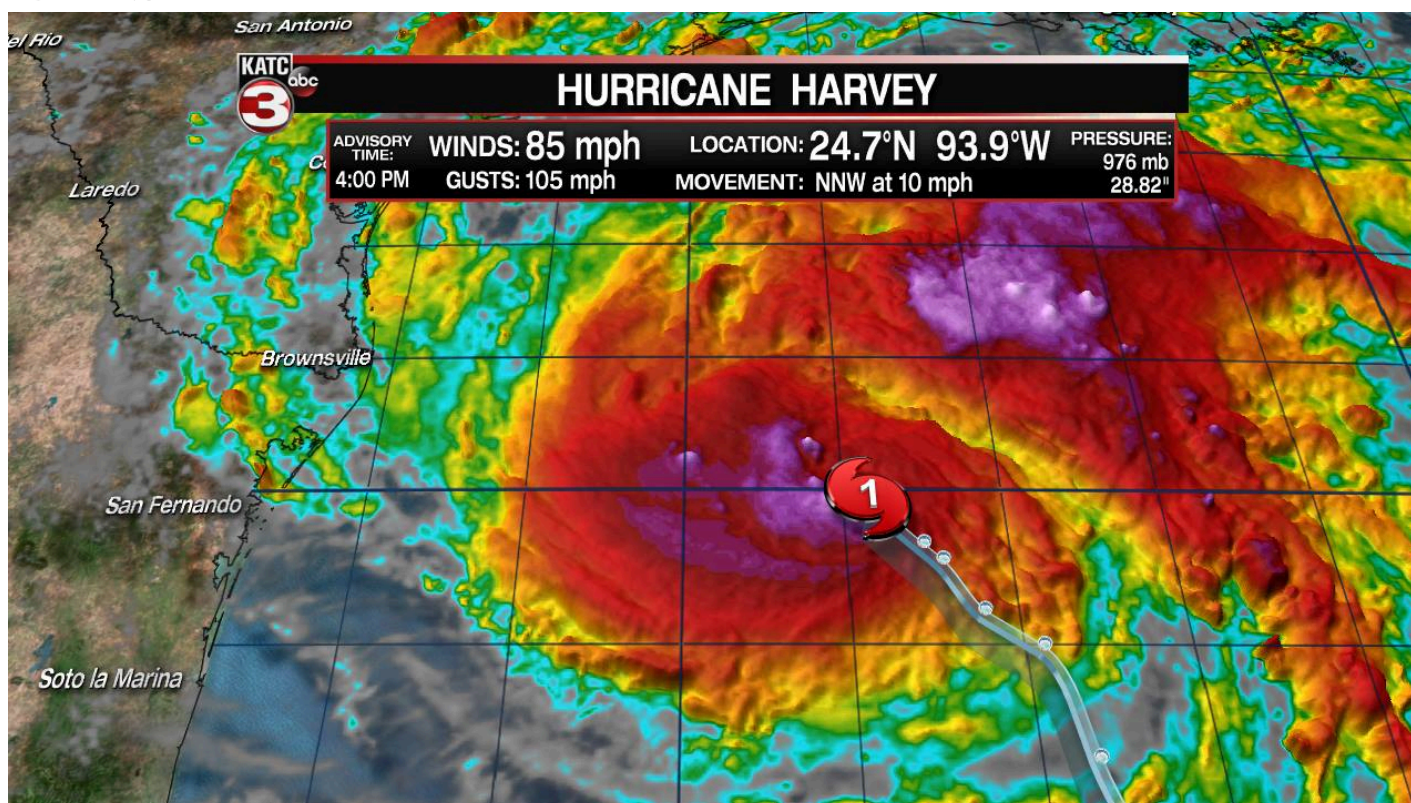 San Antonio
el Rio
KATC
abc
3
HURRICANE HARVEY
ADVISORY TIME: 4:00 PM
WINDS: 85 mph
GUSTS: 105 mph
LOCATION: 24.7°N 93.9°W
MOVEMENT: NNW at 10 mph
PRESSURE:
976 mb
28.82"
Laredo
Brownsville
1
San Fernando
Soto la Marina